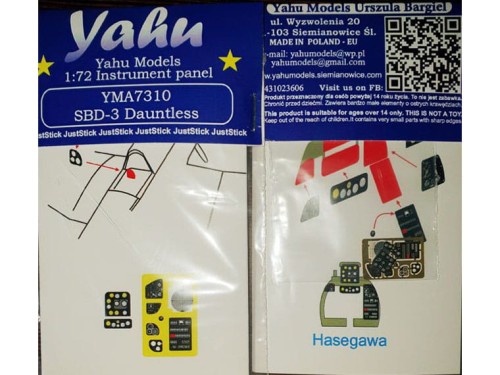 Yahu
Yahu Models
1:72 Instrument panel
YMA7310
SBD-3 Dauntless
JustStick JustStick JustStick JustStick JustStick
Yahu Models Urszula Bargieł
ul. Wyzwolenia 20
-103 Siemianowice Śl.
MADE IN POLAND - EU
-mail: yahumodels@wp.pl
yahumodels@gmail.com
www.yahumodels.siemianowice.com
431023606 Visit us on FB:
Produkt przeznaczony dla osób powyżej 14 roku życia. To nie jest zabawka.
Chronić przed dziećmi. Zawiera bardzo małe elementy o ostrych krawędziach.
This product is suitable for ages over 14 only. THIS IS NOT A TOY.
Keep out of the reach of children. It contains very small parts with sharp edges
Hasegawa